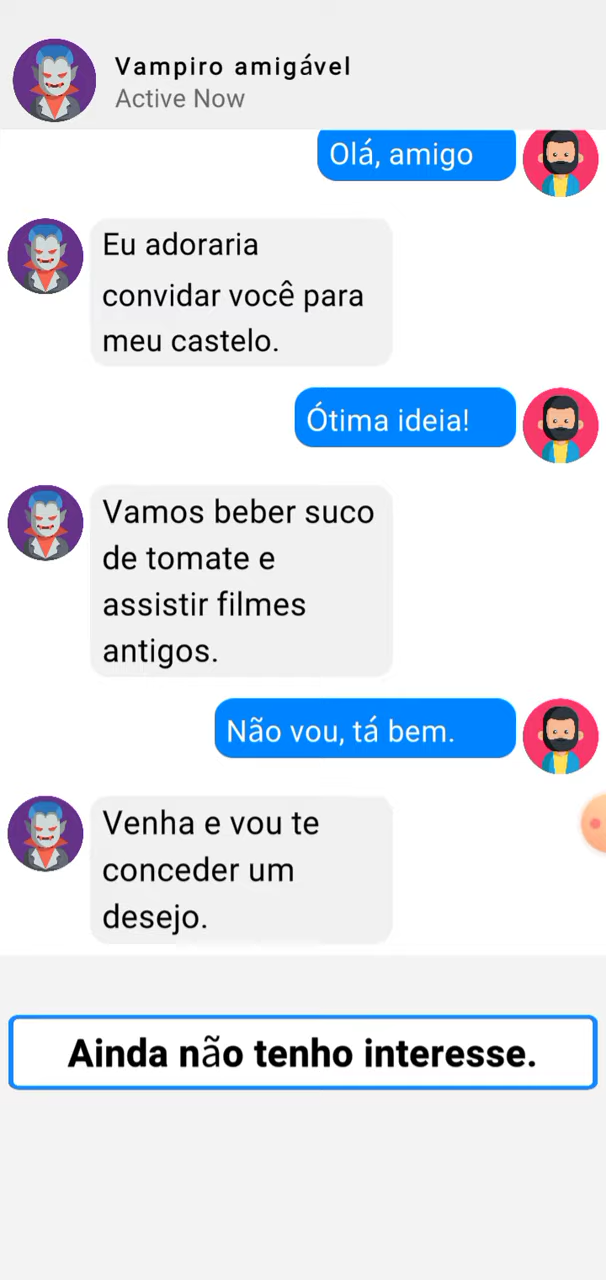 Vampiro amigável
Active Now
Olá, amigo
Eu adoraria
convidar você para
meu castelo.
Ótima ideia!
Vamos beber suco
de tomate e
assistir filmes
antigos.
Não vou, tá bem.
Venha e vou te
conceder um
desejo.
Ainda não tenho interesse.